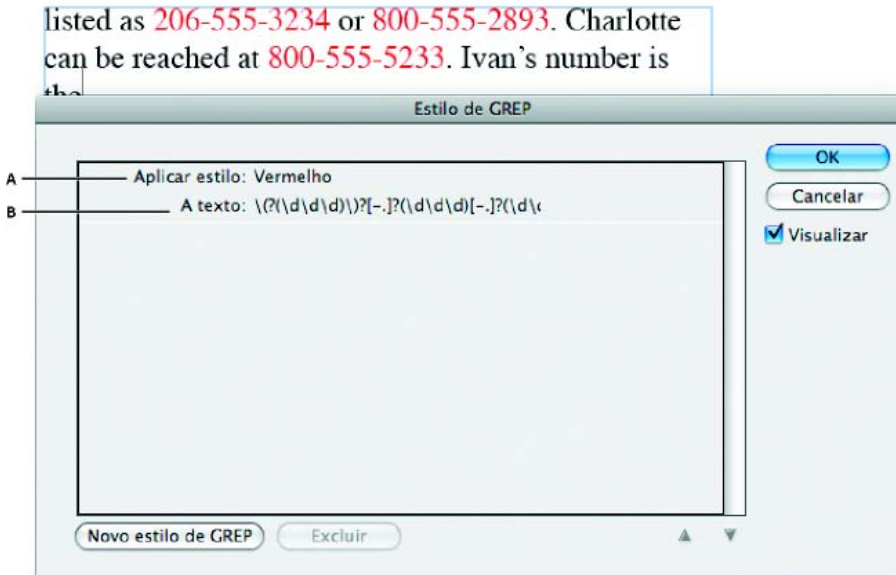 listed as 206-555-3234 or 800-555-2893. Charlotte
can be reached at 800-555-5233. Ivan's number is
the
Estilo de GREP
A
Aplicar estilo: Vermelho
B
A texto: \(?(\d\d\d)\)?[-.]?(\d\d\d)[-.]?(\d\
OK
Cancelar
Visualizar
Novo estilo de GREP
Excluir